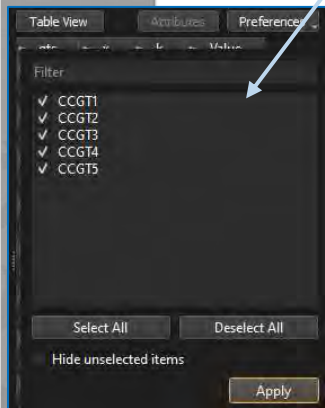 Table View Attributes Preferences
Value
Filter
CCGT1
CCGT2
CCGT3
CCGT4
CCGT5
Select All Deselect All
Hide unselected items
Apply